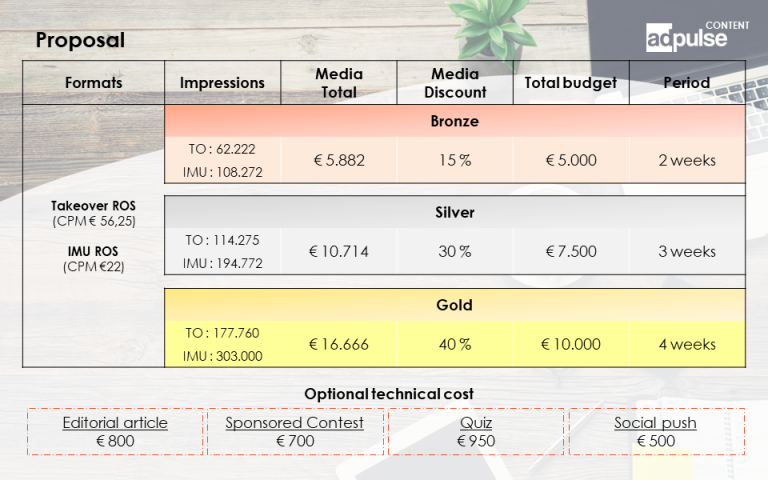 Proposal
CONTENT
adpulse
Formats
Impressions
Media
Total
Media
Discount
Total budget
Period
Takeover ROS
(CPM € 56,25)
IMU ROS
(CPM €22)
Bronze
TO : 62.222
IMU : 108.272
€ 5.882
15 %
€ 5.000
2 weeks
Silver
TO : 114.275
IMU : 194.772
€ 10.714
30 %
€ 7.500
3 weeks
Gold
TO : 177.760
IMU : 303.000
€ 16.666
40 %
€ 10.000
4 weeks
Optional technical cost
Editorial article
€ 800
Sponsored Contest
€ 700
Quiz
€ 950
Social push
€ 500